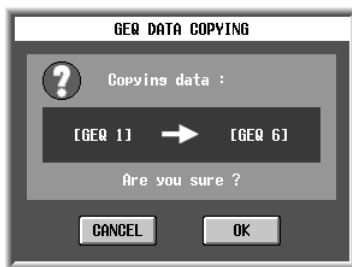 GEQ DATA COPYING
Copying data :
[GEQ 1] [GEQ 6]
Are you sure ?
CANCEL OK